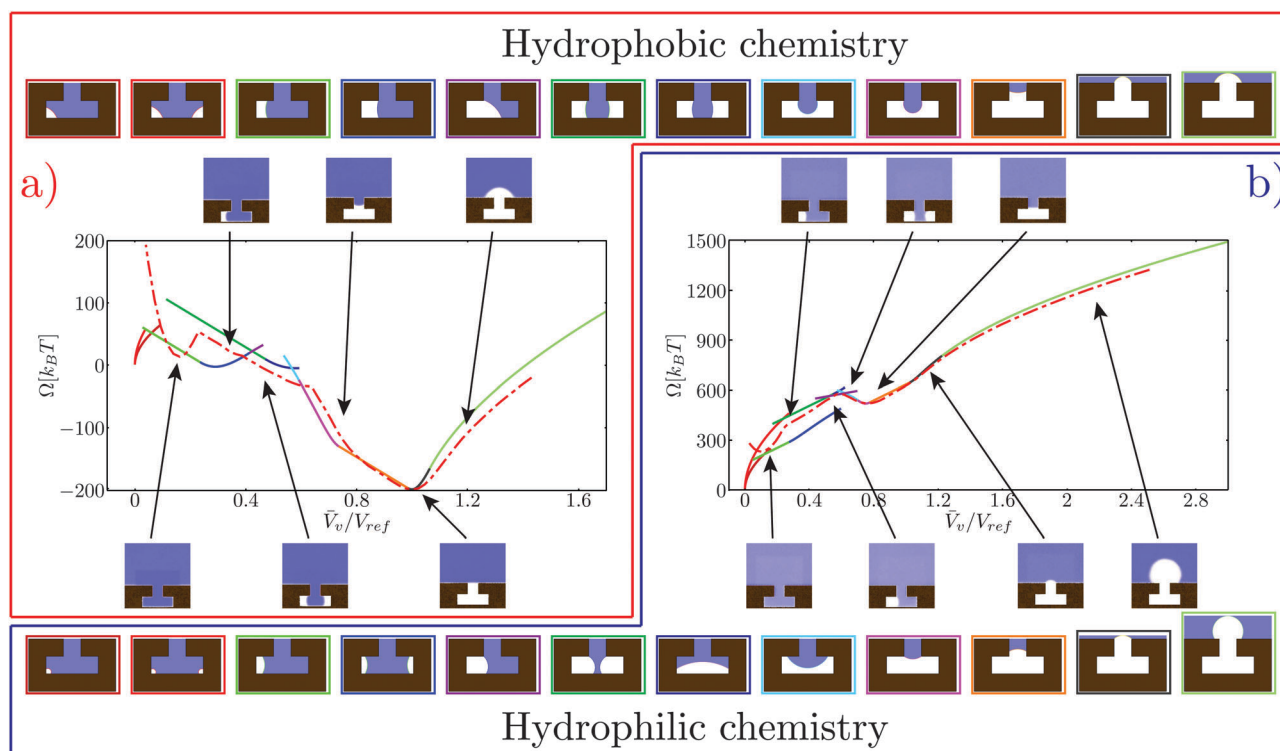 Hydrophobic chemistry
a)
b)
200
100
0
−100
−200
Ω[k_BT]
0 0.4 0.8 1.2 1.6
V̄_v/V_ref
1500
1200
900
600
300
0
Ω[k_BT]
0 0.4 0.8 1.2 1.6 2 2.4 2.8
V̄_v/V_ref
Hydrophilic chemistry